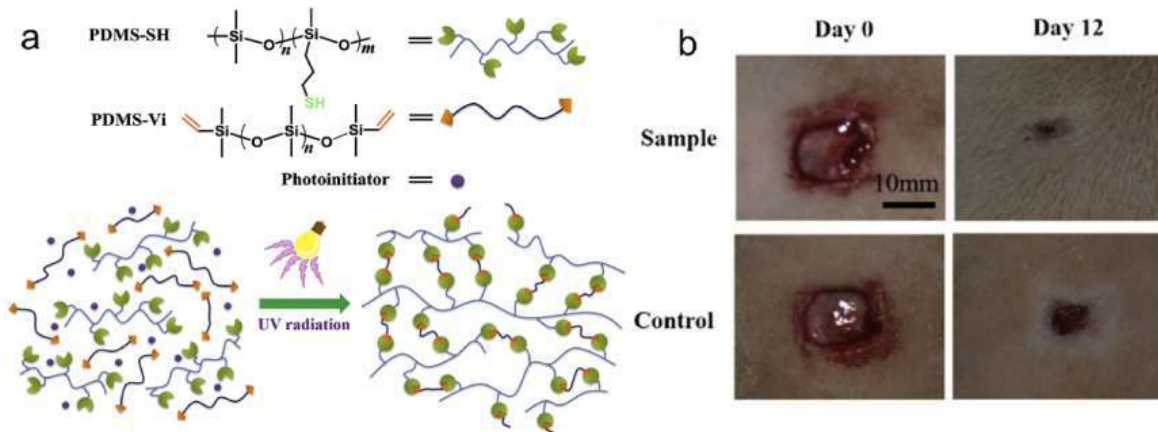 a
PDMS-SH
Si O n Si O m
SH
PDMS-Vi
Si O Si n O Si
Photoinitiator
UV radiation
b
Day 0 Day 12
Sample
10mm
Control